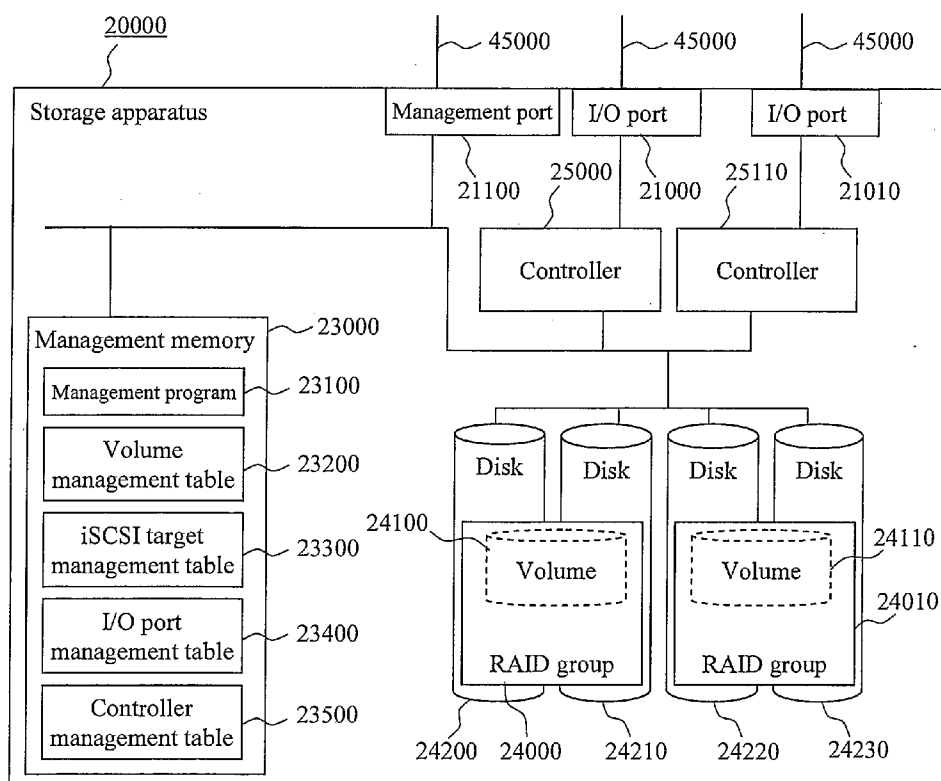 20000
45000
45000
45000
Storage apparatus
Management port
I/O port
I/O port
21100
25000
21000
25110
21010
Controller
Controller
23000
Management memory
Management program
23100
Volume
management table
23200
iSCSI target
management table
23300
I/O port
management table
23400
Controller
management table
23500
Disk
Disk
Disk
Disk
24100
Volume
Volume
24110
24010
RAID group
RAID group
24200
24000
24210
24220
24230